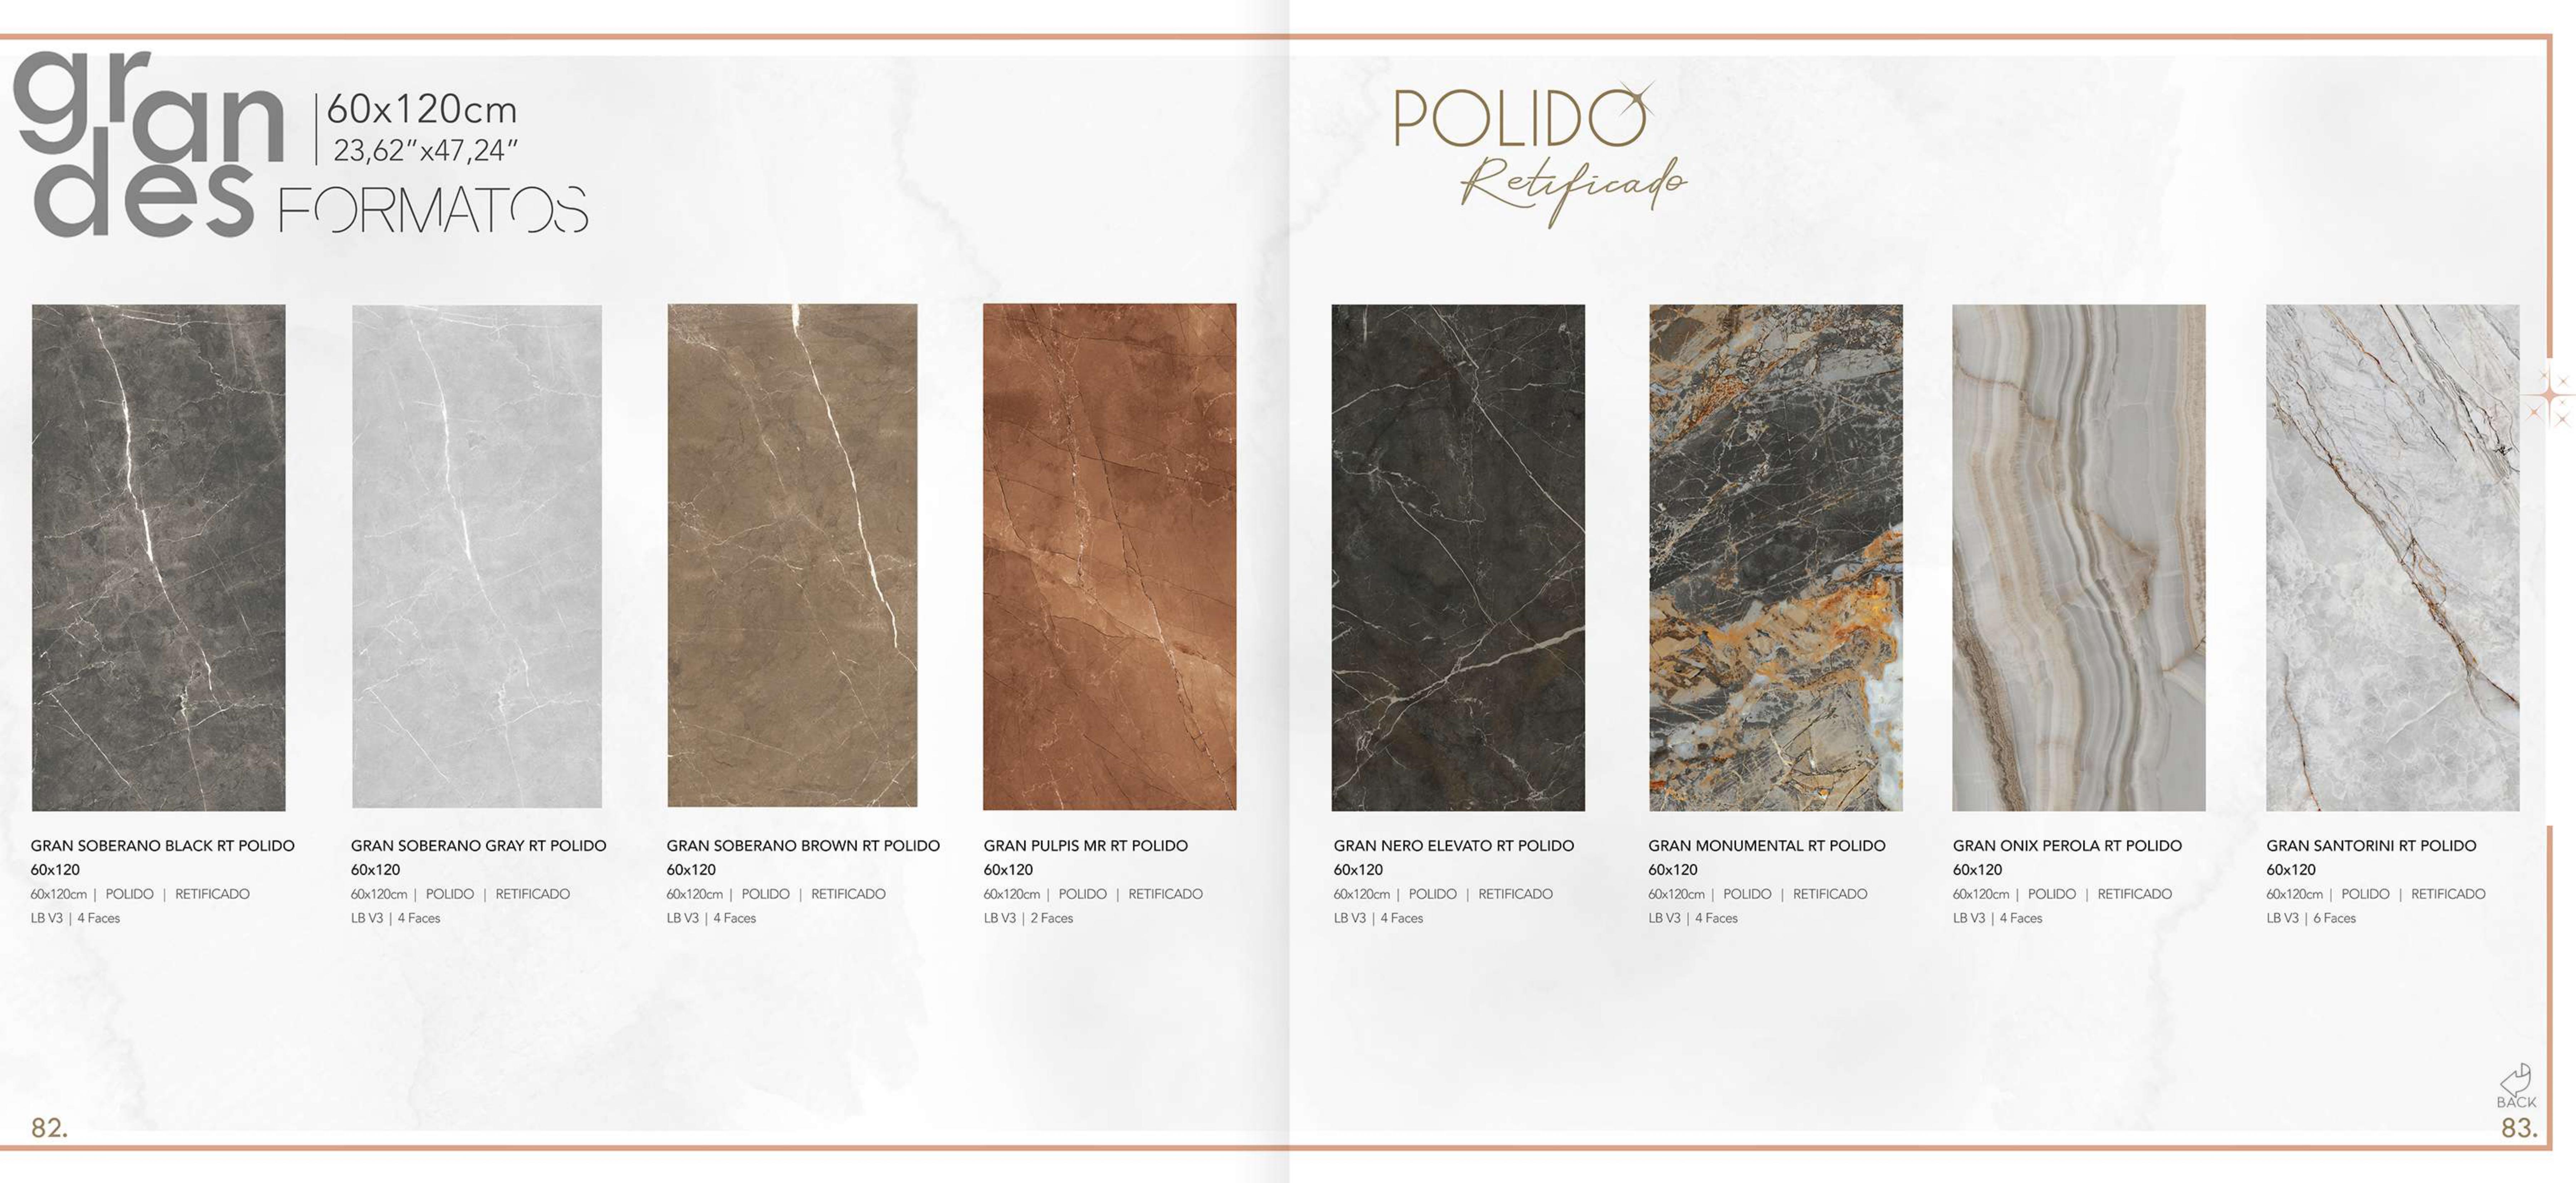 gran
des
60x120cm
23,62"x47,24"
FORMATOS
POLIDO
Retificado
GRAN SOBERANO BLACK RT POLIDO
60x120
60x120cm | POLIDO | RETIFICADO
LB V3 | 4 Faces
GRAN SOBERANO GRAY RT POLIDO
60x120
60x120cm | POLIDO | RETIFICADO
LB V3 | 4 Faces
GRAN SOBERANO BROWN RT POLIDO
60x120
60x120cm | POLIDO | RETIFICADO
LB V3 | 4 Faces
GRAN PULPIS MR RT POLIDO
60x120
60x120cm | POLIDO | RETIFICADO
LB V3 | 2 Faces
GRAN NERO ELEVATO RT POLIDO
60x120
60x120cm | POLIDO | RETIFICADO
LB V3 | 4 Faces
GRAN MONUMENTAL RT POLIDO
60x120
60x120cm | POLIDO | RETIFICADO
LB V3 | 4 Faces
GRAN ONIX PEROLA RT POLIDO
60x120
60x120cm | POLIDO | RETIFICADO
LB V3 | 4 Faces
GRAN SANTORINI RT POLIDO
60x120
60x120cm | POLIDO | RETIFICADO
LB V3 | 6 Faces
82.
BACK
83.